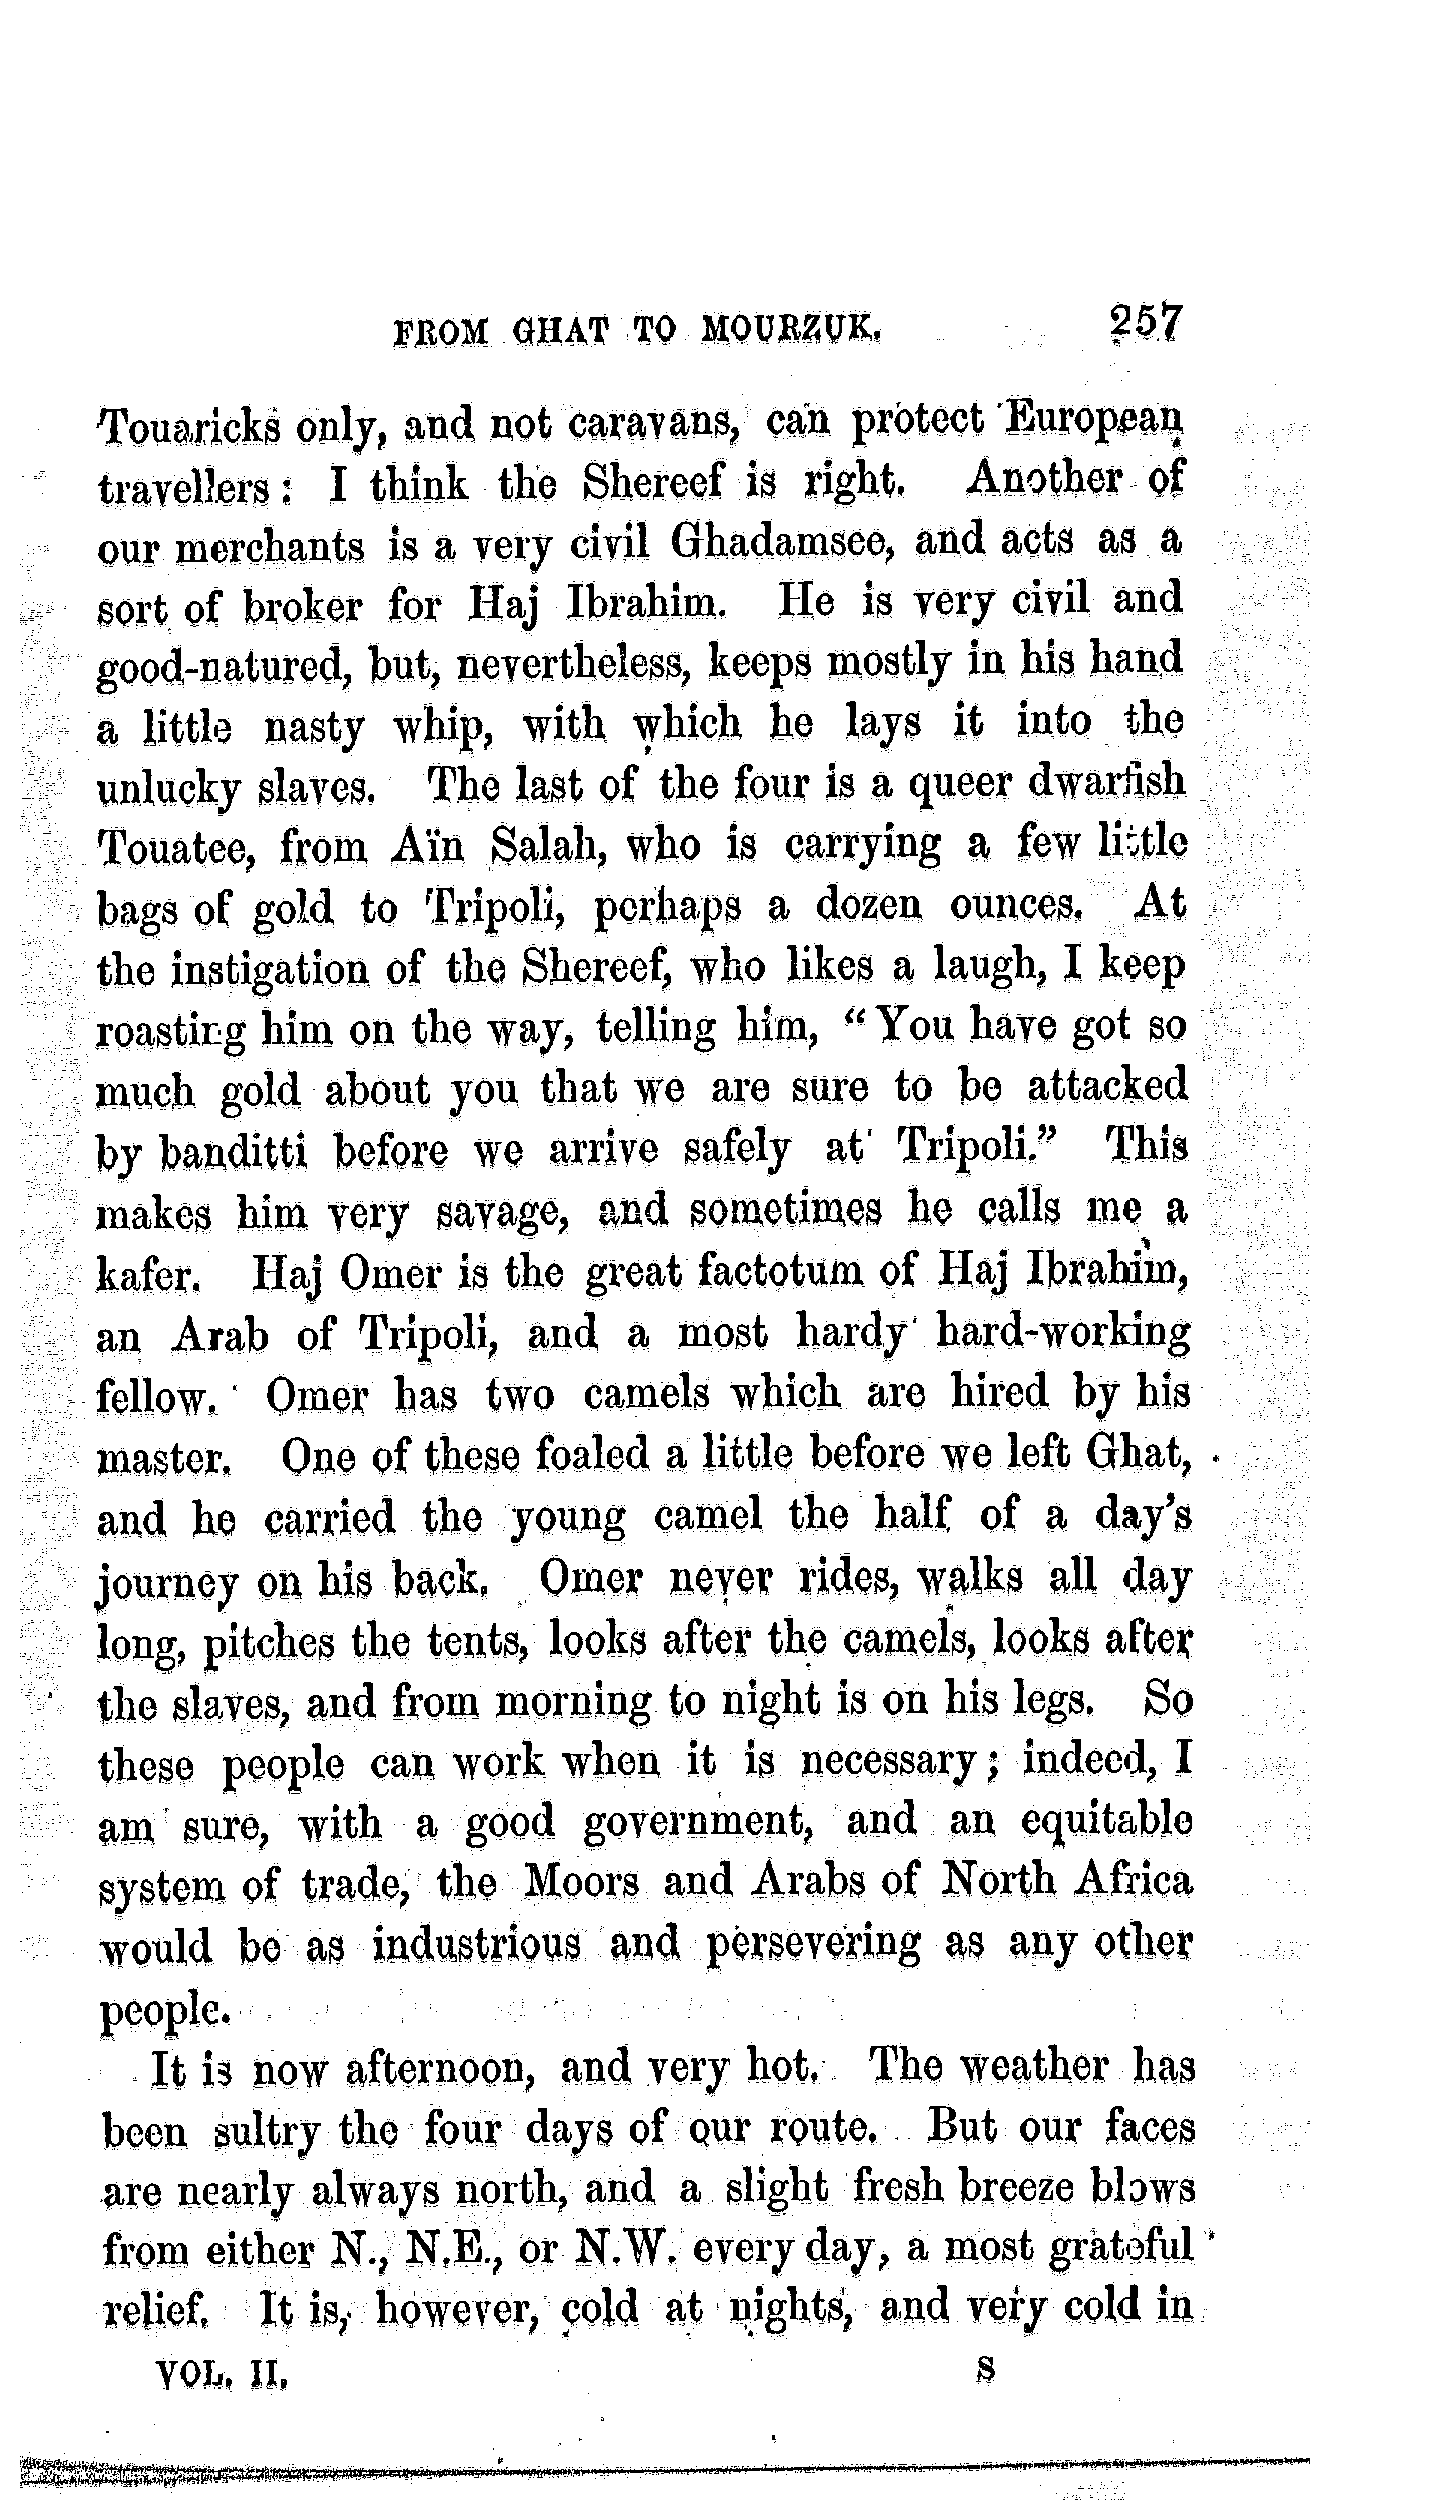 FROM GHAT TO MOURZUK. 257
Touaricks only, and not caravans, can protect European
travellers: I think the Shereef is right. Another of
our merchants is a very civil Ghadamsee, and acts as a
sort of broker for Haj Ibrahim. He is very civil and
good-natured, but, nevertheless, keeps mostly in his hand
a little nasty whip, with which he lays it into the
unlucky slaves. The last of the four is a queer dwarfish
Touatee, from Aïn Salah, who is carrying a few little
bags of gold to Tripoli, perhaps a dozen ounces. At
the instigation of the Shereef, who likes a laugh, I keep
roasting him on the way, telling him, “You have got so
much gold about you that we are sure to be attacked
by banditti before we arrive safely at Tripoli.” This
makes him very savage, and sometimes he calls me a
kafer. Haj Omer is the great factotum of Haj Ibrahim,
an Arab of Tripoli, and a most hardy hard-working
fellow. Omer has two camels which are hired by his
master. One of these foaled a little before we left Ghat,
and he carried the young camel the half of a day’s
journey on his back. Omer never rides, walks all day
long, pitches the tents, looks after the camels, looks after
the slaves, and from morning to night is on his legs. So
these people can work when it is necessary; indeed, I
am sure, with a good government, and an equitable
system of trade, the Moors and Arabs of North Africa
would be as industrious and persevering as any other
people.
It is now afternoon, and very hot. The weather has
been sultry the four days of our route. But our faces
are nearly always north, and a slight fresh breeze blows
from either N., N.E., or N.W. every day, a most grateful
relief. It is, however, cold at nights, and very cold in
VOL. II. S